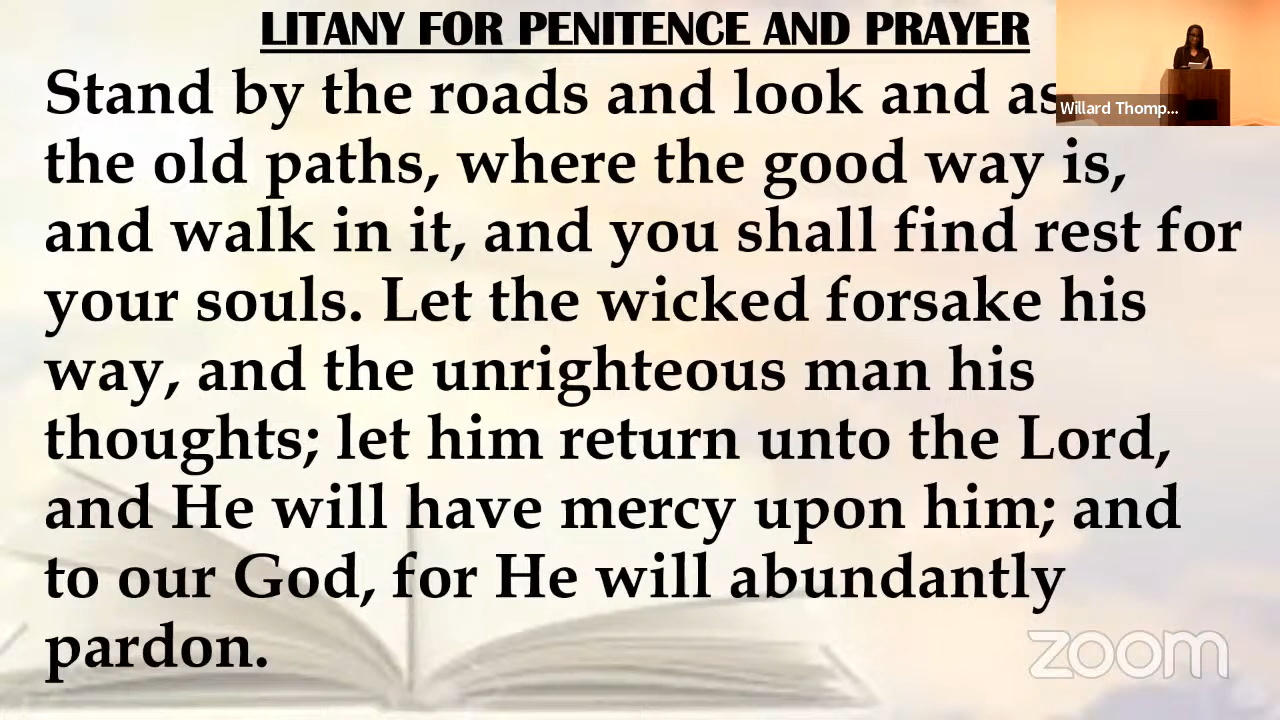 LITANY FOR PENITENCE AND PRAYER
Stand by the roads and look and as
the old paths, where the good way is,
and walk in it, and you shall find rest for
your souls. Let the wicked forsake his
way, and the unrighteous man his
thoughts; let him return unto the Lord,
and He will have mercy upon him; and
to our God, for He will abundantly
pardon.
Willard Thomp...
zoom